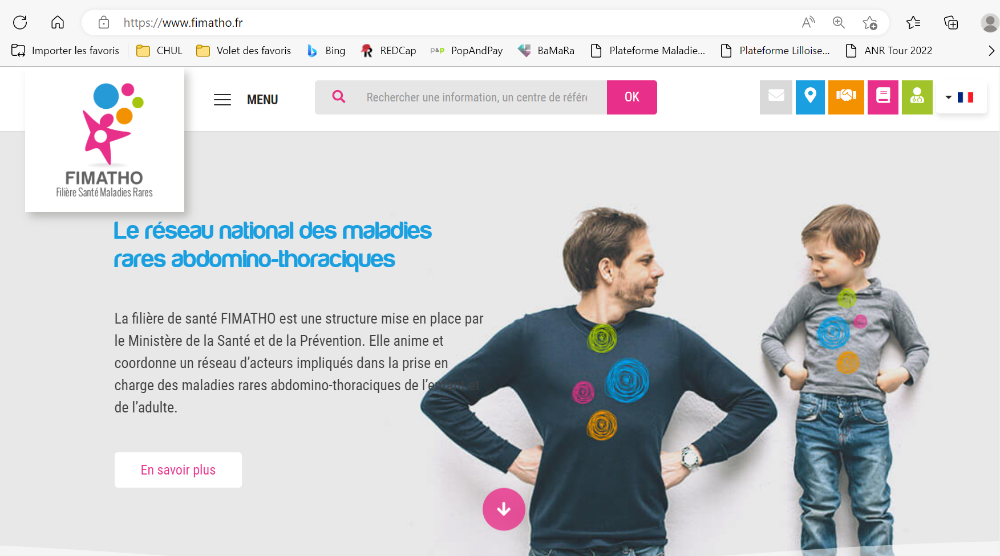 https://www.fimatho.fr
Importer les favoris
CHUL
Volet des favoris
Bing
REDCap
P&P PopAndPay
BaMaRa
Plateforme Maladie...
Plateforme Lilloise...
ANR Tour 2022
FIMATHO
Filière Santé Maladies Rares
MENU
Rechercher une information, un centre de référe
OK
Le réseau national des maladies
rares abdomino-thoraciques
La filière de santé FIMATHO est une structure mise en place par
le Ministère de la Santé et de la Prévention. Elle anime et
coordonne un réseau d’acteurs impliqués dans la prise en
charge des maladies rares abdomino-thoraciques de l’enfant et
de l’adulte.
En savoir plus